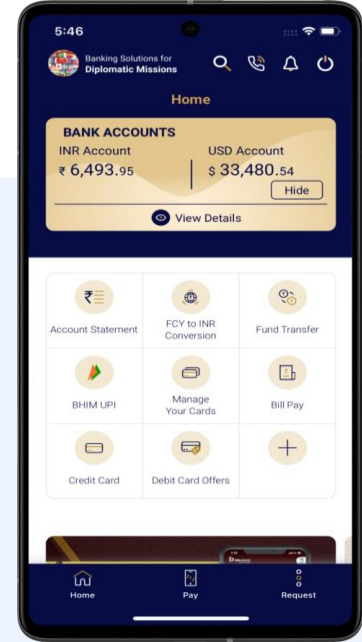 5:46
Banking Solutions for
Diplomatic Missions
Home
BANK ACCOUNTS
INR Account USD Account
₹ 6,493.95 $ 33,480.54
Hide
View Details
Account Statement
FCY to INR
Conversion
Fund Transfer
BHIM UPI
Manage
Your Cards
Bill Pay
Credit Card
Debit Card Offers
Home Pay Request